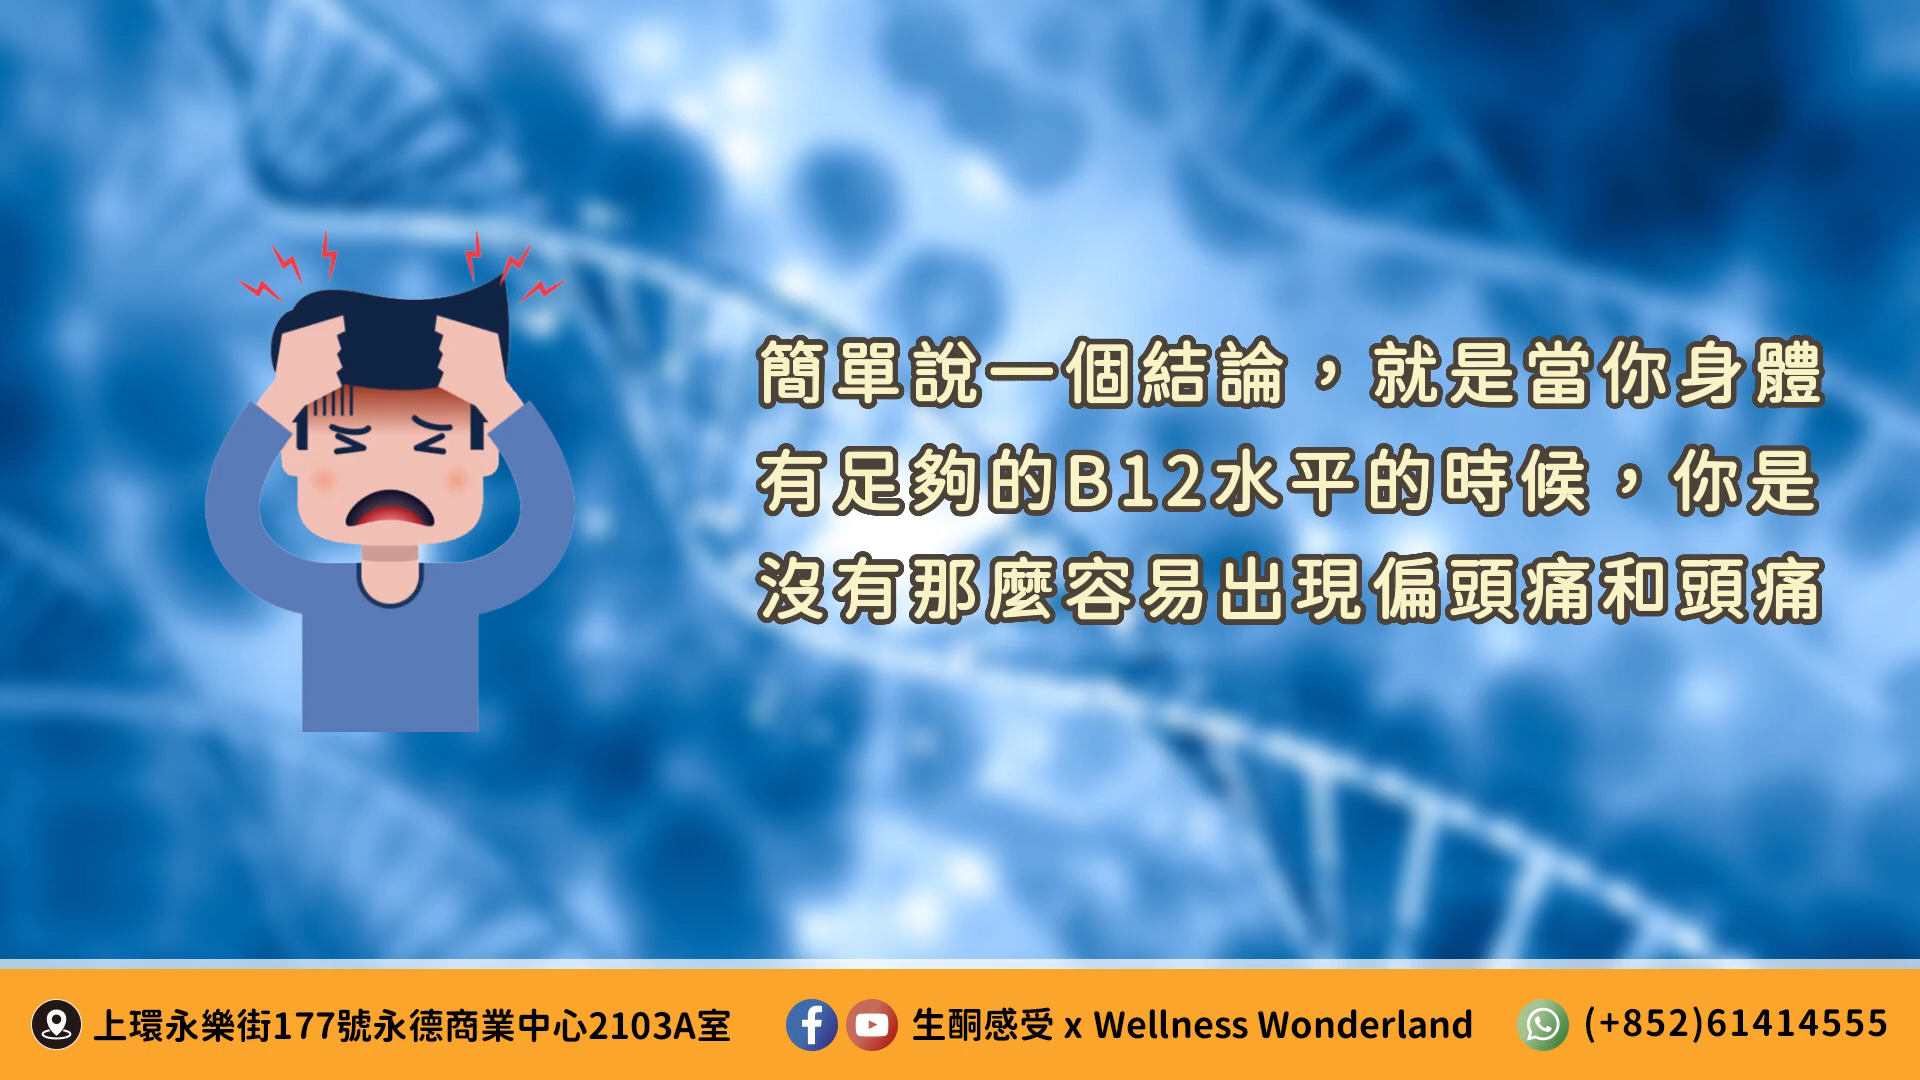 簡單說一個結論，就是當你身體
有足夠的B12水平的時候，你是
沒有那麼容易出現偏頭痛和頭痛
上環永樂街177號永德商業中心2103A室
生酮感受 x Wellness Wonderland
(+852)61414555